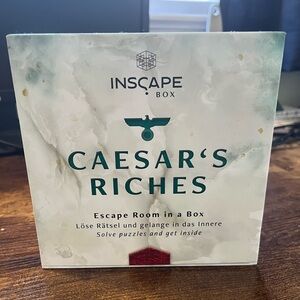 INSCAPE
BOX
CAESAR'S
RICHES
Escape Room in a Box
Löse Rätsel und gelange in das Innere
Solve puzzles and get inside